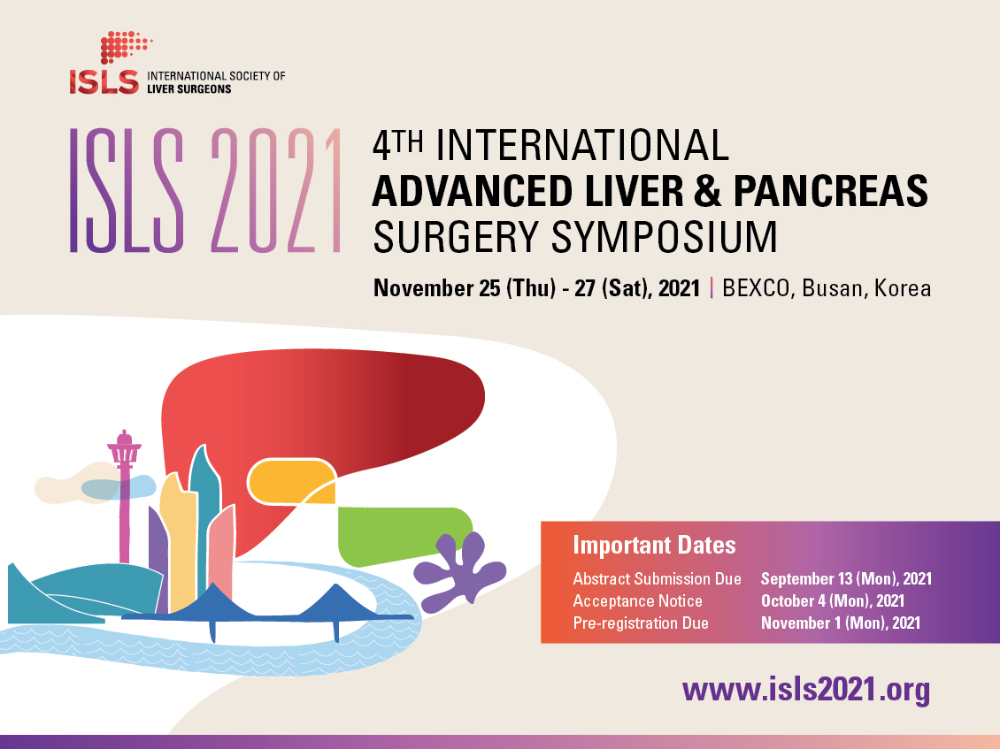 ISLS INTERNATIONAL SOCIETY OF
LIVER SURGEONS
ISLS 2021
4TH INTERNATIONAL
ADVANCED LIVER & PANCREAS
SURGERY SYMPOSIUM
November 25 (Thu) - 27 (Sat), 2021 | BEXCO, Busan, Korea
Important Dates
Abstract Submission Due September 13 (Mon), 2021
Acceptance Notice October 4 (Mon), 2021
Pre-registration Due November 1 (Mon), 2021
www.isls2021.org